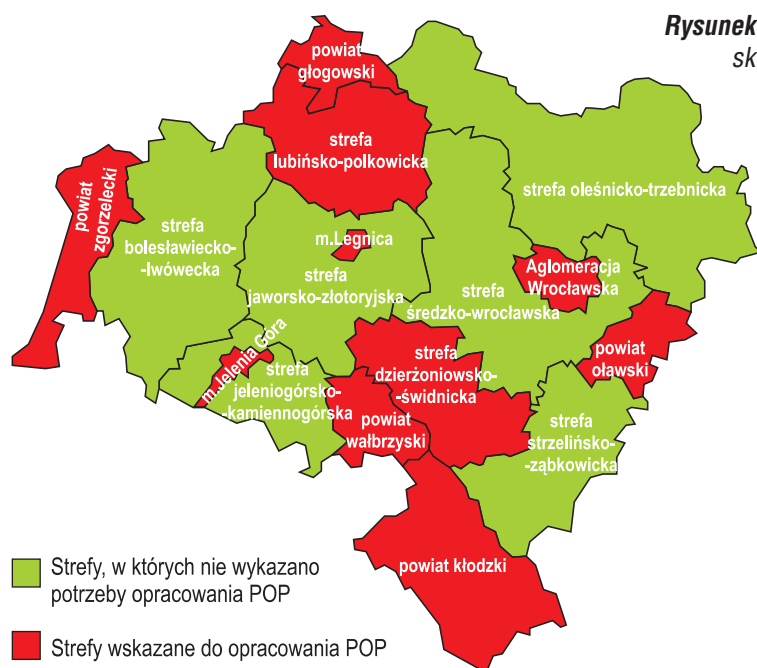 Rysunek
sk
powiat
głogowski
strefa
lubińsko-polkowicka
powiat
zgorzelecki
strefa
bolesławiecko-
-lwówecka
m.Legnica
strefa
jaworsko-złotoryjska
strefa oleśnicko-trzebnicka
Aglomeracja
Wrocławska
strefa
średzko-wrocławska
powiat
oławski
m.Jelenia Góra
strefa
jeleniogórsko-
-kamiennogórska
strefa
dzierżoniowsko-
-świdnicka
powiat
wałbrzyski
strefa
strzelińsko-
-ząbkowicka
powiat kłodzki
Strefy, w których nie wykazano
potrzeby opracowania POP
Strefy wskazane do opracowania POP